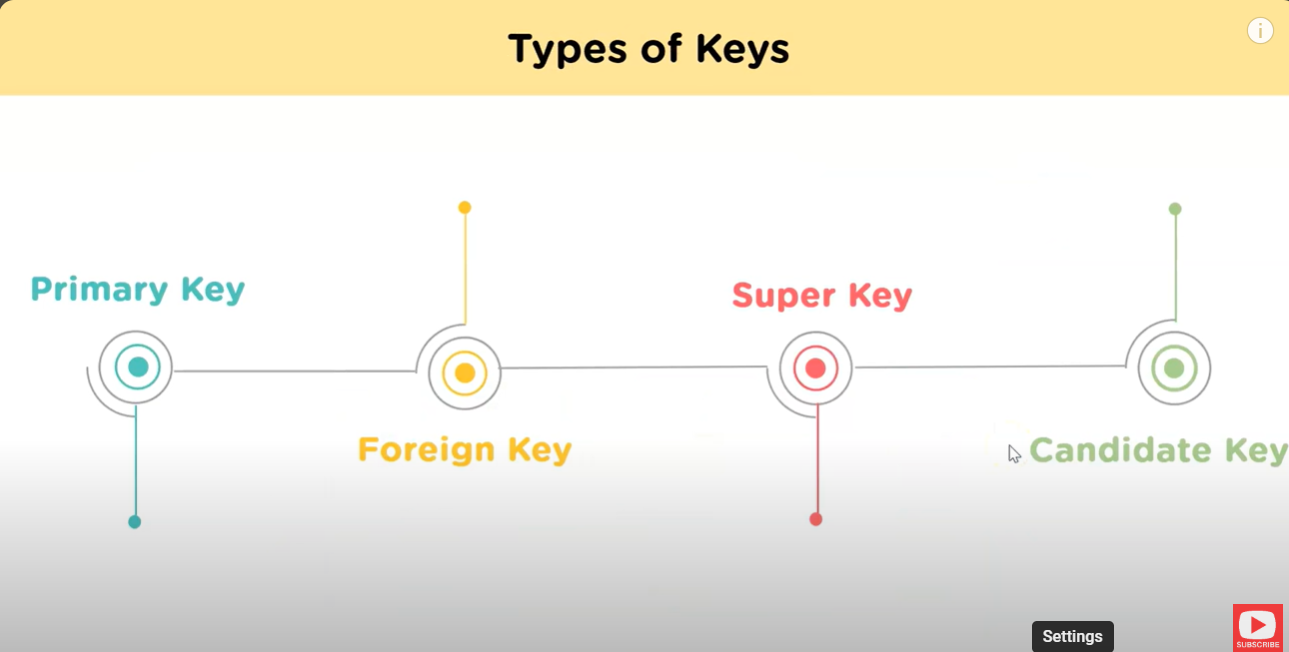 Types of Keys
i
Primary Key
Super Key
Foreign Key
Candidate Key
Settings
SUBSCRIBE